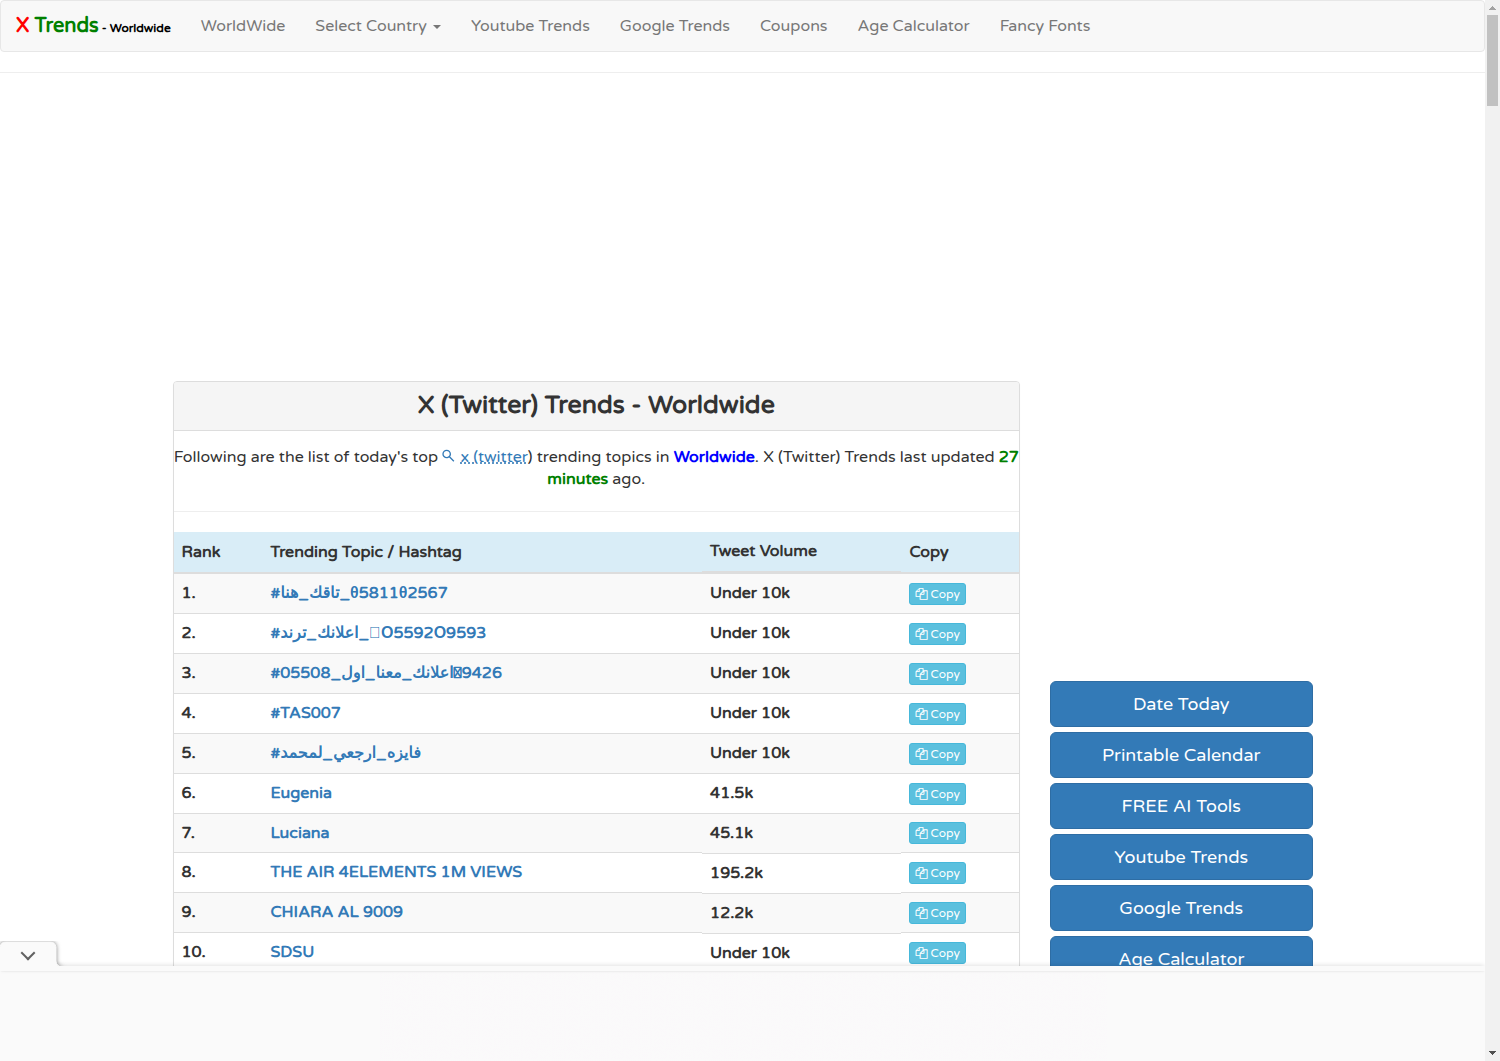 X Trends - Worldwide
WorldWide
Select Country
Youtube Trends
Google Trends
Coupons
Age Calculator
Fancy Fonts
X (Twitter) Trends - Worldwide
Following are the list of today's top x (twitter) trending topics in Worldwide. X (Twitter) Trends last updated 27
minutes ago.
Rank Trending Topic / Hashtag Tweet Volume Copy
1. #تاقك_هنا_0581102567 Under 10k Copy
2. #اعلانك_ترند_O5592O9593 Under 10k Copy
3. #05508_اعلانك_معنا_اول9426 Under 10k Copy
4. #TAS007 Under 10k Copy
5. #فايزه_ارجعي_لمحمد Under 10k Copy
6. Eugenia 41.5k Copy
7. Luciana 45.1k Copy
8. THE AIR 4ELEMENTS 1M VIEWS 195.2k Copy
9. CHIARA AL 9009 12.2k Copy
10. SDSU Under 10k Copy
Date Today
Printable Calendar
FREE AI Tools
Youtube Trends
Google Trends
Age Calculator